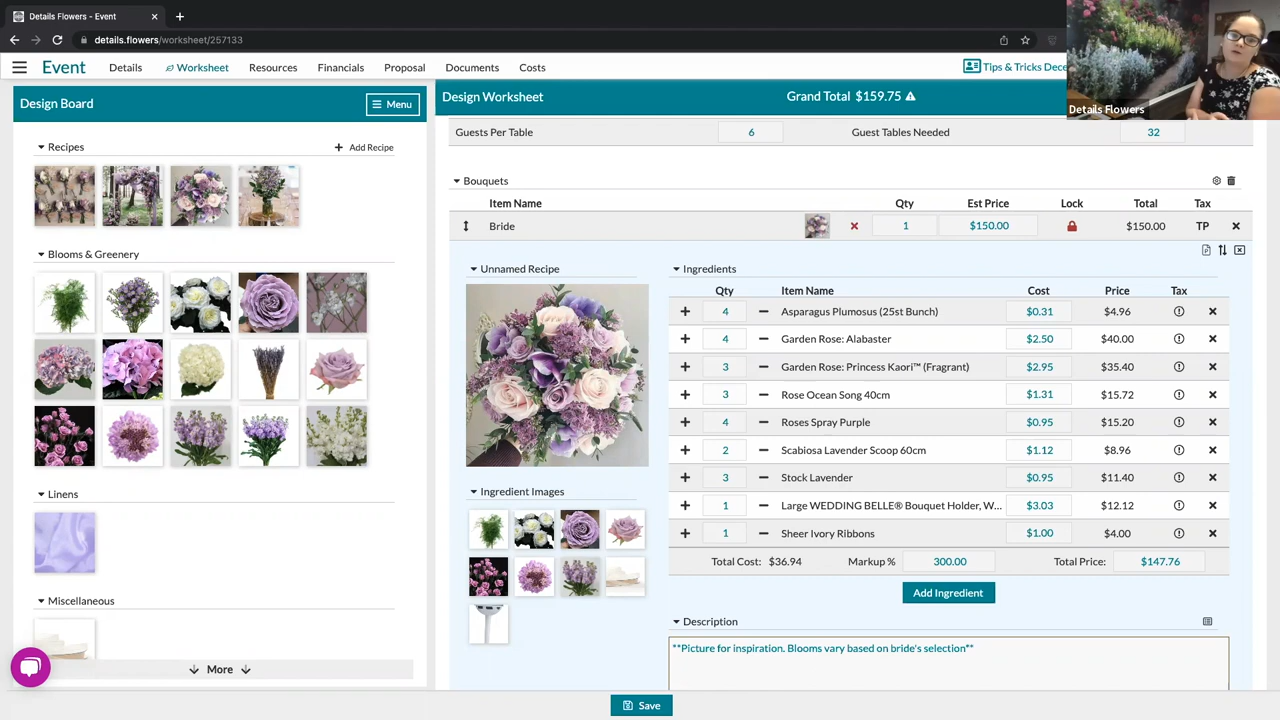 Details Flowers - Event
details.flowers/worksheet/257133
Event
Details
Worksheet
Resources
Financials
Proposal
Documents
Costs
Tips & Tricks Dece
Details Flowers
Design Board
Menu
Design Worksheet
Grand Total $159.75
Guests Per Table 6 Guest Tables Needed 32
Recipes
Add Recipe
Blooms & Greenery
Linens
Miscellaneous
More
Bouquets
Item Name Qty Est Price Lock Total Tax
Bride 1 $150.00 $150.00 TP
Unnamed Recipe
Ingredient Images
Ingredients
Qty Item Name Cost Price Tax
4 Asparagus Plumosus (25st Bunch) $0.31 $4.96
4 Garden Rose: Alabaster $2.50 $40.00
3 Garden Rose: Princess Kaori™ (Fragrant) $2.95 $35.40
3 Rose Ocean Song 40cm $1.31 $15.72
4 Roses Spray Purple $0.95 $15.20
2 Scabiosa Lavender Scoop 60cm $1.12 $8.96
3 Stock Lavender $0.95 $11.40
1 Large WEDDING BELLE® Bouquet Holder, W... $3.03 $12.12
1 Sheer Ivory Ribbons $1.00 $4.00
Total Cost: $36.94 Markup % 300.00 Total Price: $147.76
Add Ingredient
Description
**Picture for inspiration. Blooms vary based on bride's selection**
Save